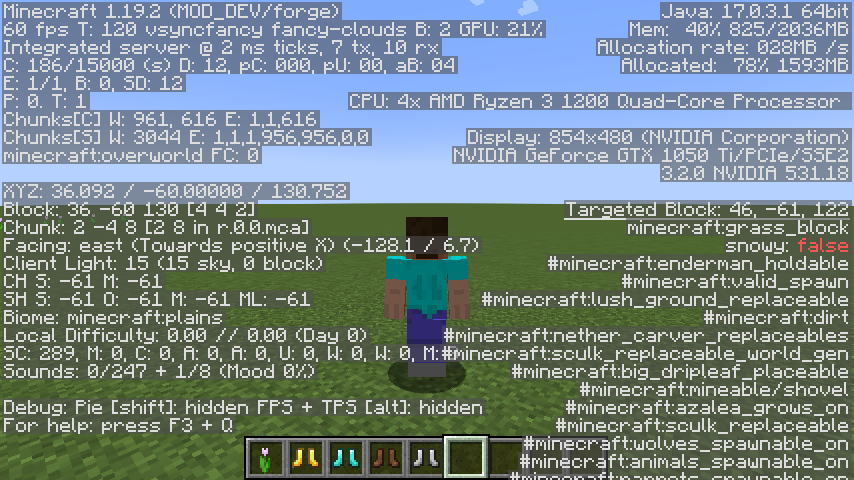 Minecraft 1.19.2 (MOD_DEV/forge)
60 fps T: 120 vsyncfancy fancy-clouds B: 2 GPU: 21%
Integrated server @ 2 ms ticks, 7 tx, 10 rx
C: 186/15000 (s) D: 12, pC: 000, pU: 00, aB: 04
E: 1/1, B: 0, SD: 12
P: 0. T: 1
Chunks[C] W: 961, 616 E: 1,1,616
Chunks[S] W: 3044 E: 1,1,1,956,956,0,0
minecraft:overworld FC: 0
XYZ: 36.092 / -60.00000 / 130.752
Block: 36 -60 130 [4 4 2]
Chunk: 2 -4 8 [2 8 in r.0.0.mca]
Facing: east (Towards positive X) (-128.1 / 6.7)
Client Light: 15 (15 sky, 0 block)
CH S: -61 M: -61
SH S: -61 O: -61 M: -61 ML: -61
Biome: minecraft:plains
Local Difficulty: 0.00 // 0.00 (Day 0)
SC: 289, M: 0, C: 0, A: 0, A: 0, U: 0, W: 0, W: 0, M:
Sounds: 0/247 + 1/8 (Mood 0%)
Debug: Pie [shift]: hidden FPS + TPS [alt]: hidden
For help: press F3 + Q
Java: 17.0.3.1 64bit
Mem: 40% 825/2036MB
Allocation rate: 028MB /s
Allocated: 78% 1593MB
CPU: 4x AMD Ryzen 3 1200 Quad-Core Processor
Display: 854x480 (NVIDIA Corporation)
NVIDIA GeForce GTX 1050 Ti/PCIe/SSE2
3.2.0 NVIDIA 531.18
Targeted Block: 46, -61, 122
minecraft:grass_block
snowy: false
#minecraft:enderman_holdable
#minecraft:valid_spawn
#minecraft:lush_ground_replaceable
#minecraft:dirt
#minecraft:nether_carver_replaceables
#minecraft:sculk_replaceable_world_gen
#minecraft:big_dripleaf_placeable
#minecraft:mineable/shovel
#minecraft:azalea_grows_on
#minecraft:sculk_replaceable
#minecraft:wolves_spawnable_on
#minecraft:animals_spawnable_on
#minecraft:parrots_spawnable_on